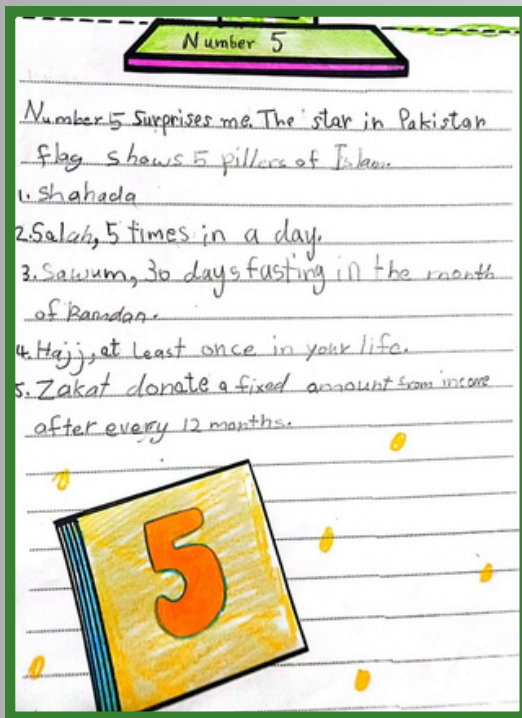 Number 5
Number 5 Surprises me. The star in Pakistan
flag shows 5 pillers of Islam.
1. Shahada
2. Salah, 5 times in a day.
3. Sawum, 30 days fasting in the month
of Ramdan.
4. Hajj, at least once in your life.
5. Zakat donate a fixed amount from income
after every 12 months.
5